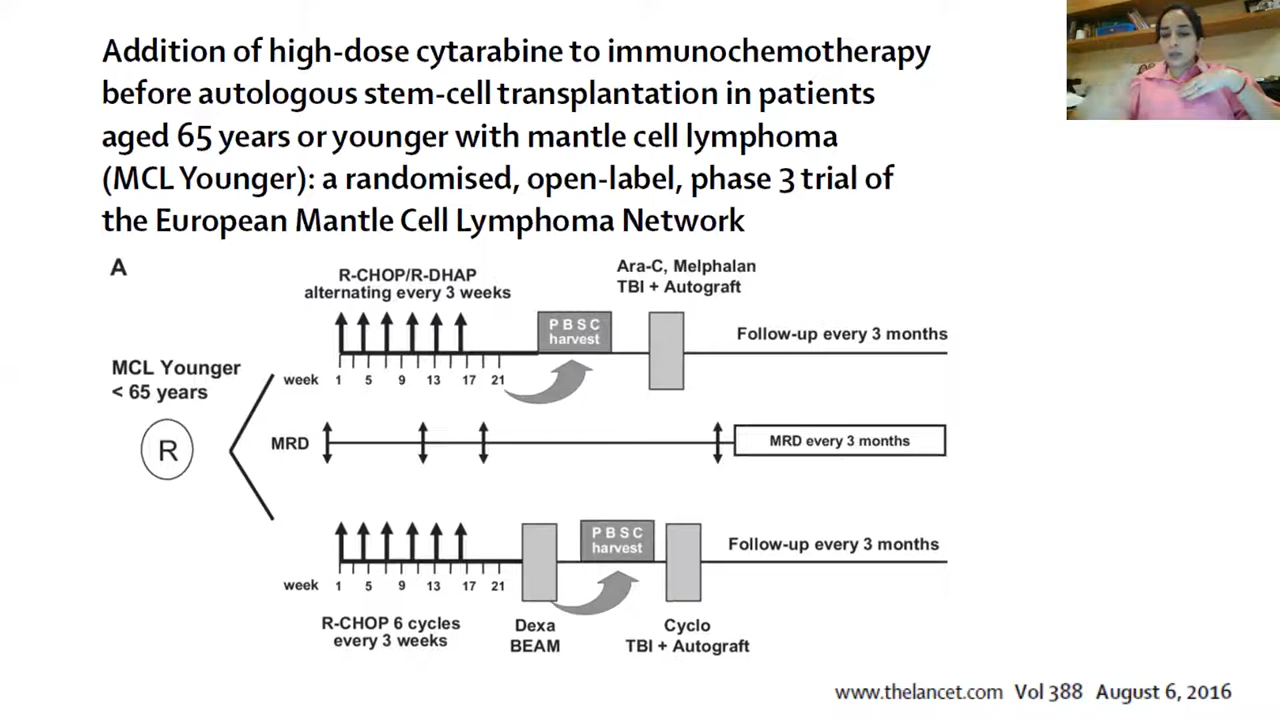 Addition of high-dose cytarabine to immunochemotherapy
before autologous stem-cell transplantation in patients
aged 65 years or younger with mantle cell lymphoma
(MCL Younger): a randomised, open-label, phase 3 trial of
the European Mantle Cell Lymphoma Network
A
R-CHOP/R-DHAP
alternating every 3 weeks
Ara-C, Melphalan
TBI + Autograft
PBSC
harvest
Follow-up every 3 months
MCL Younger
< 65 years
week 1 5 9 13 17 21
R
MRD
MRD every 3 months
PBSC
harvest
Follow-up every 3 months
week 1 5 9 13 17 21
R-CHOP 6 cycles
every 3 weeks
Dexa
BEAM
Cyclo
TBI + Autograft
www.thelancet.com Vol 388 August 6, 2016